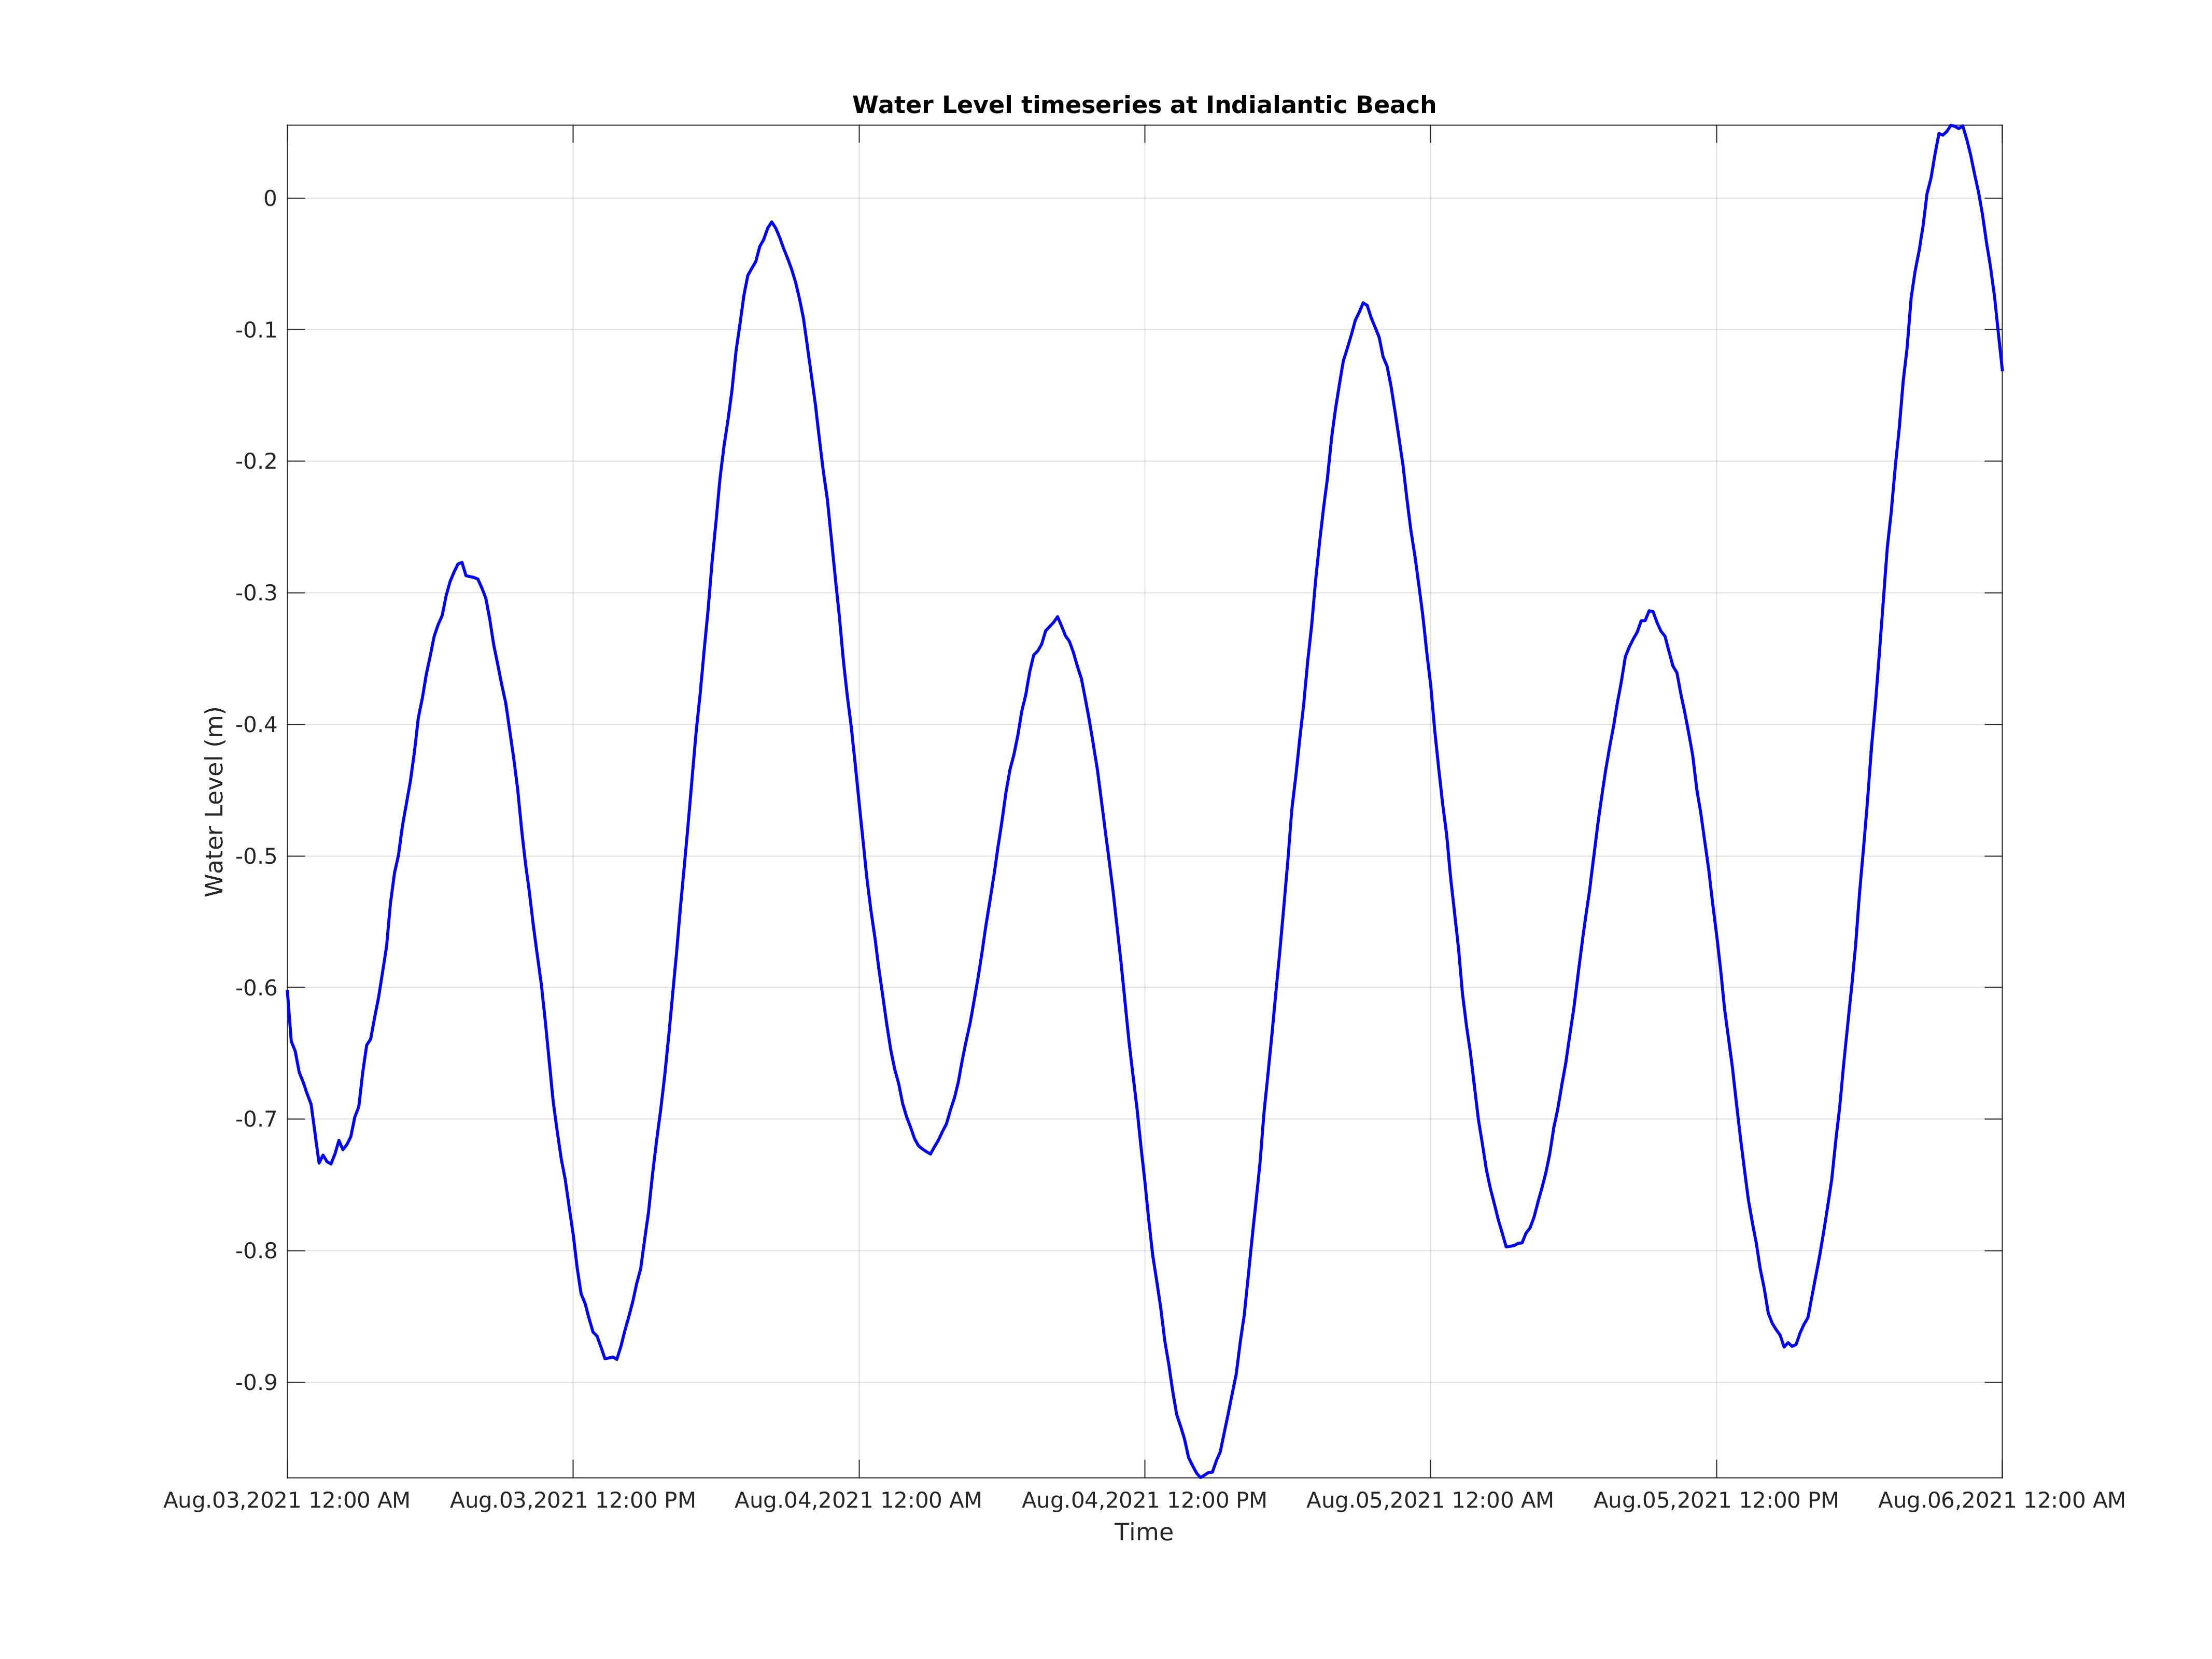 Water Level timeseries at Indialantic Beach
0
-0.1
-0.2
-0.3
-0.4
-0.5
-0.6
-0.7
-0.8
-0.9
Water Level (m)
Aug.03,2021 12:00 AM
Aug.03,2021 12:00 PM
Aug.04,2021 12:00 AM
Aug.04,2021 12:00 PM
Aug.05,2021 12:00 AM
Aug.05,2021 12:00 PM
Aug.06,2021 12:00 AM
Time